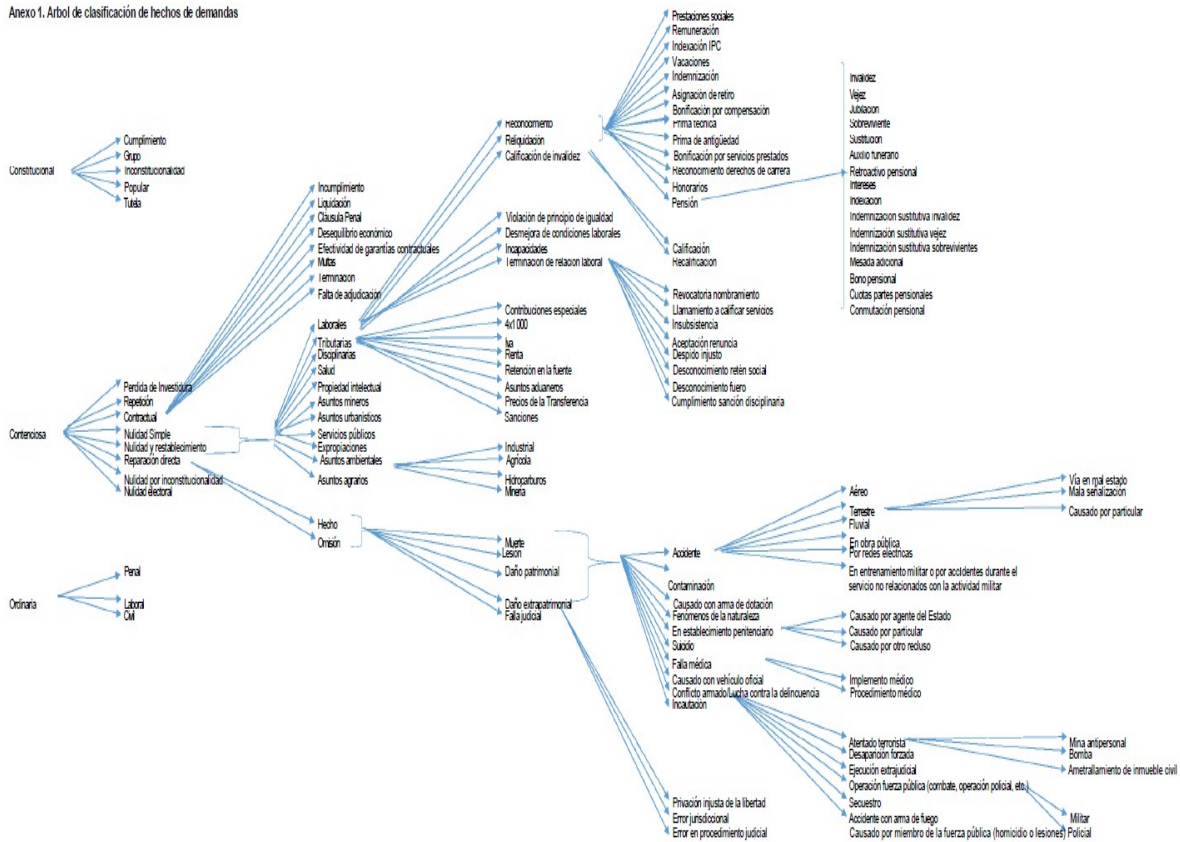 Anexo 1. Arbol de clasificación de hechos de demandas
Constitucional
Cumplimiento
Grupo
Inconstitucionalidad
Popular
Tutela
Contenciosa
Perdida de Investidura
Repetición
Contractual
Nulidad Simple
Nulidad y restablecimiento
Reparación directa
Nulidad por inconstitucionalidad
Nulidad electoral
Ordinaria
Penal
Laboral
Civil
Incumplimiento
Liquidación
Cláusula Penal
Desequilibrio económico
Efectividad de garantías contractuales
Multas
Terminacion
Falta de adjudicación
Laborales
Tributarias
Disciplinarias
Salud
Propiedad intelectual
Asuntos mineros
Asuntos urbanísticos
Servicios públicos
Expropiaciones
Asuntos ambientales
Asuntos agrarios
Hecho
Omisión
Reconocimiento
Reliquidación
Calificación de invalidez
Violación de principio de igualdad
Desmejora de condiciones laborales
Incapacidades
Terminacion de relacion laboral
Contribuciones especiales
4x1000
Iva
Renta
Retención en la fuente
Asuntos aduaneros
Precios de la Transferencia
Sanciones
Industrial
Agrícola
Hidroparburos
Minería
Muerte
Lesión
Daño patrimonial
Daño extrapatrimonial
Falla judicial
Prestaciones sociales
Remuneración
Indexación IPC
Vacaciones
Indemnización
Asignación de retiro
Bonificación por compensación
Prima técnica
Prima de antigüedad
Bonificación por servicios prestados
Reconocimiento derechos de carrera
Honorarios
Pensión
Calificación
Recalificacion
Revocatoria nombramiento
Llamamiento a calificar servicios
Insubsistencia
Aceptación renuncia
Despido injusto
Desconocimiento retén social
Desconocimiento fuero
Cumplimiento sanción disciplinaria
Invalidez
Vejez
Jubilacion
Sobreviviente
Sustitucion
Auxilio funerario
Retroactivo pensional
Intereses
Indexacion
Indemnizacion sustitutiva invalidez
Indemnización sustitutiva vejez
Indemnización sustitutiva sobrevivientes
Mesada adicional
Bono pensional
Cuotas partes pensionales
Conmutación pensional
Accidente
Contaminación
Causado con arma de dotación
Fenómenos de la naturaleza
En establecimiento penitenciario
Suicidio
Falla médica
Causado con vehículo oficial
Conflicto armado/Lucha contra la delincuencia
Incautación
Privación injusta de la libertad
Error jurisdiccional
Error en procedimiento judicial
Aéreo
Terrestre
Fluvial
En obra pública
Por redes eléctricas
En entrenamiento militar o por accidentes durante el
servicio no relacionados con la actividad militar
Causado por agente del Estado
Causado por particular
Causado por otro recluso
Implemento médico
Procedimiento médico
Atentado terrorista
Desaparición forzada
Ejecución extrajudicial
Operación fuerza pública (combate, operación policial, etc.)
Secuestro
Accidente con arma de fuego
Causado por miembro de la fuerza pública (homicidio o lesiones)
Vía en mal estado
Mala señalización
Causado por particular
Mina antipersonal
Bomba
Ametrallamiento de inmueble civil
Militar
Policial